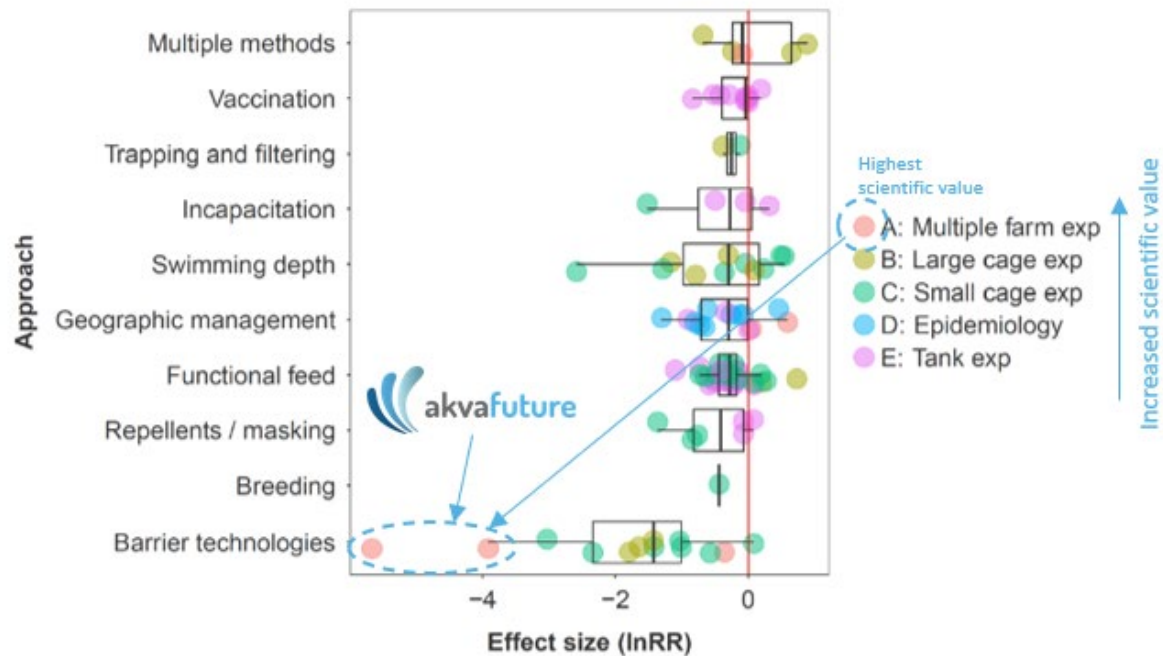 Multiple methods
Vaccination
Trapping and filtering
Incapacitation
Swimming depth
Geographic management
Functional feed
Repellents / masking
Breeding
Barrier technologies
Approach
akvafuture
−4
−2
0
Effect size (lnRR)
Highest
scientific value
A: Multiple farm exp
B: Large cage exp
C: Small cage exp
D: Epidemiology
E: Tank exp
Increased scientific value